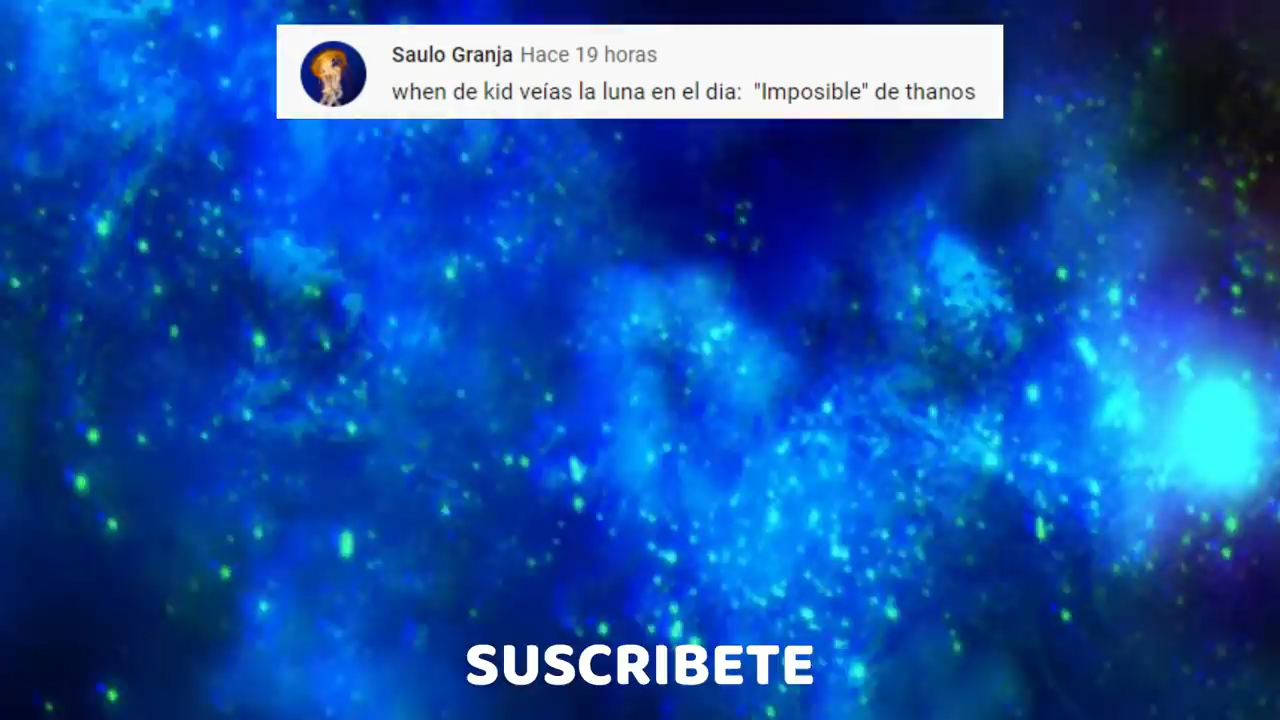 Saulo Granja Hace 19 horas
when de kid veías la luna en el dia:  "Imposible" de thanos
SUSCRIBETE